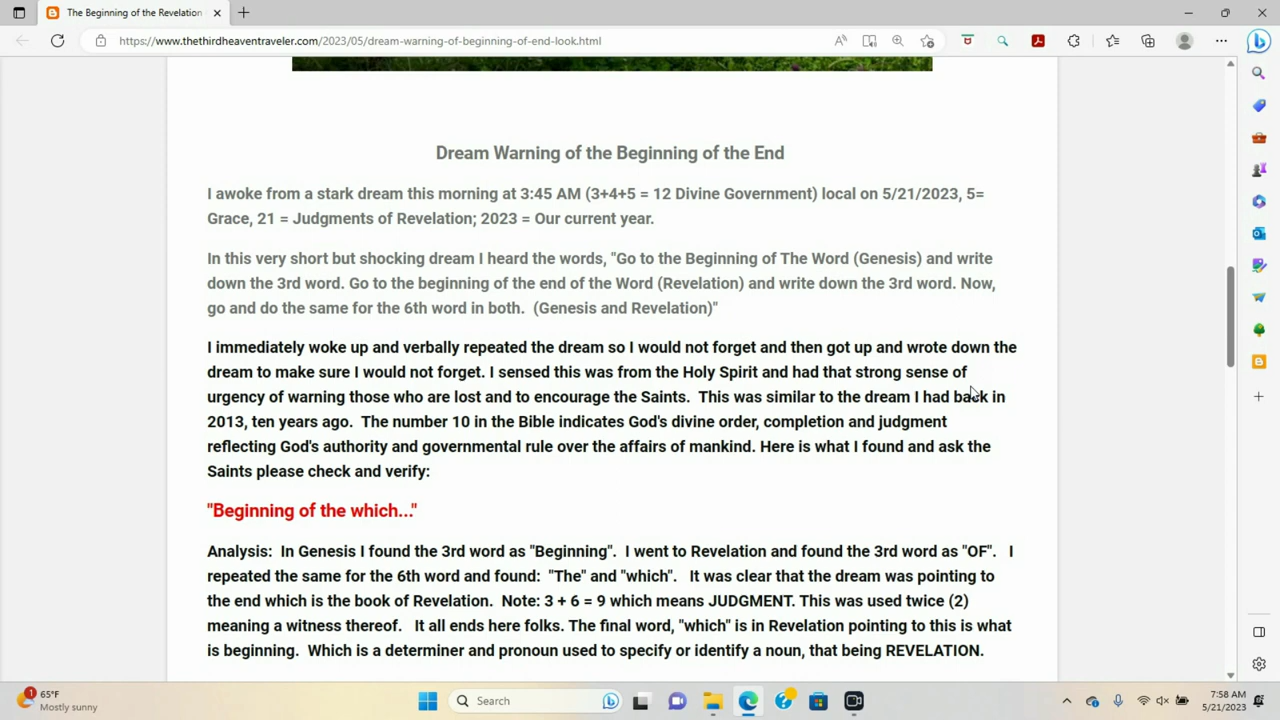 The Beginning of the Revelation
https://www.thethirdheaventraveler.com/2023/05/dream-warning-of-beginning-of-end-look.html
Dream Warning of the Beginning of the End
I awoke from a stark dream this morning at 3:45 AM (3+4+5 = 12 Divine Government) local on 5/21/2023, 5=
Grace, 21 = Judgments of Revelation; 2023 = Our current year.
In this very short but shocking dream I heard the words, "Go to the Beginning of The Word (Genesis) and write
down the 3rd word. Go to the beginning of the end of the Word (Revelation) and write down the 3rd word. Now,
go and do the same for the 6th word in both.  (Genesis and Revelation)"
I immediately woke up and verbally repeated the dream so I would not forget and then got up and wrote down the
dream to make sure I would not forget. I sensed this was from the Holy Spirit and had that strong sense of
urgency of warning those who are lost and to encourage the Saints.  This was similar to the dream I had back in
2013, ten years ago.  The number 10 in the Bible indicates God's divine order, completion and judgment
reflecting God's authority and governmental rule over the affairs of mankind. Here is what I found and ask the
Saints please check and verify:
"Beginning of the which..."
Analysis:  In Genesis I found the 3rd word as "Beginning".  I went to Revelation and found the 3rd word as "OF".   I
repeated the same for the 6th word and found:  "The" and "which".   It was clear that the dream was pointing to
the end which is the book of Revelation.  Note: 3 + 6 = 9 which means JUDGMENT. This was used twice (2)
meaning a witness thereof.   It all ends here folks. The final word, "which" is in Revelation pointing to this is what
is beginning.  Which is a determiner and pronoun used to specify or identify a noun, that being REVELATION.
1
65°F
Mostly sunny
Search
7:58 AM
5/21/2023